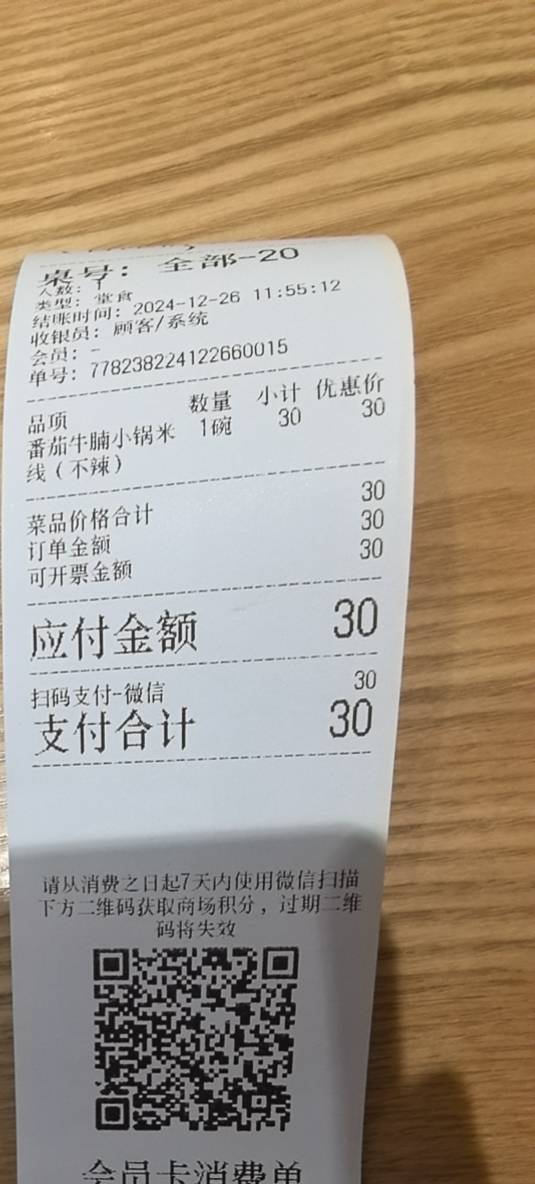 桌号: 全部-20
人数: 1
类型: 堂食
结账时间: 2024-12-26 11:55:12
收银员: 顾客/系统
会员: -
单号: 778238224122660015
品项 数量 小计 优惠价
番茄牛腩小锅米 1碗 30 30
线（不辣）
菜品价格合计 30
订单金额 30
可开票金额 30
应付金额 30
扫码支付-微信 30
支付合计 30
请从消费之日起7天内使用微信扫描
下方二维码获取商场积分，过期二维
码将失效
会员卡消费单